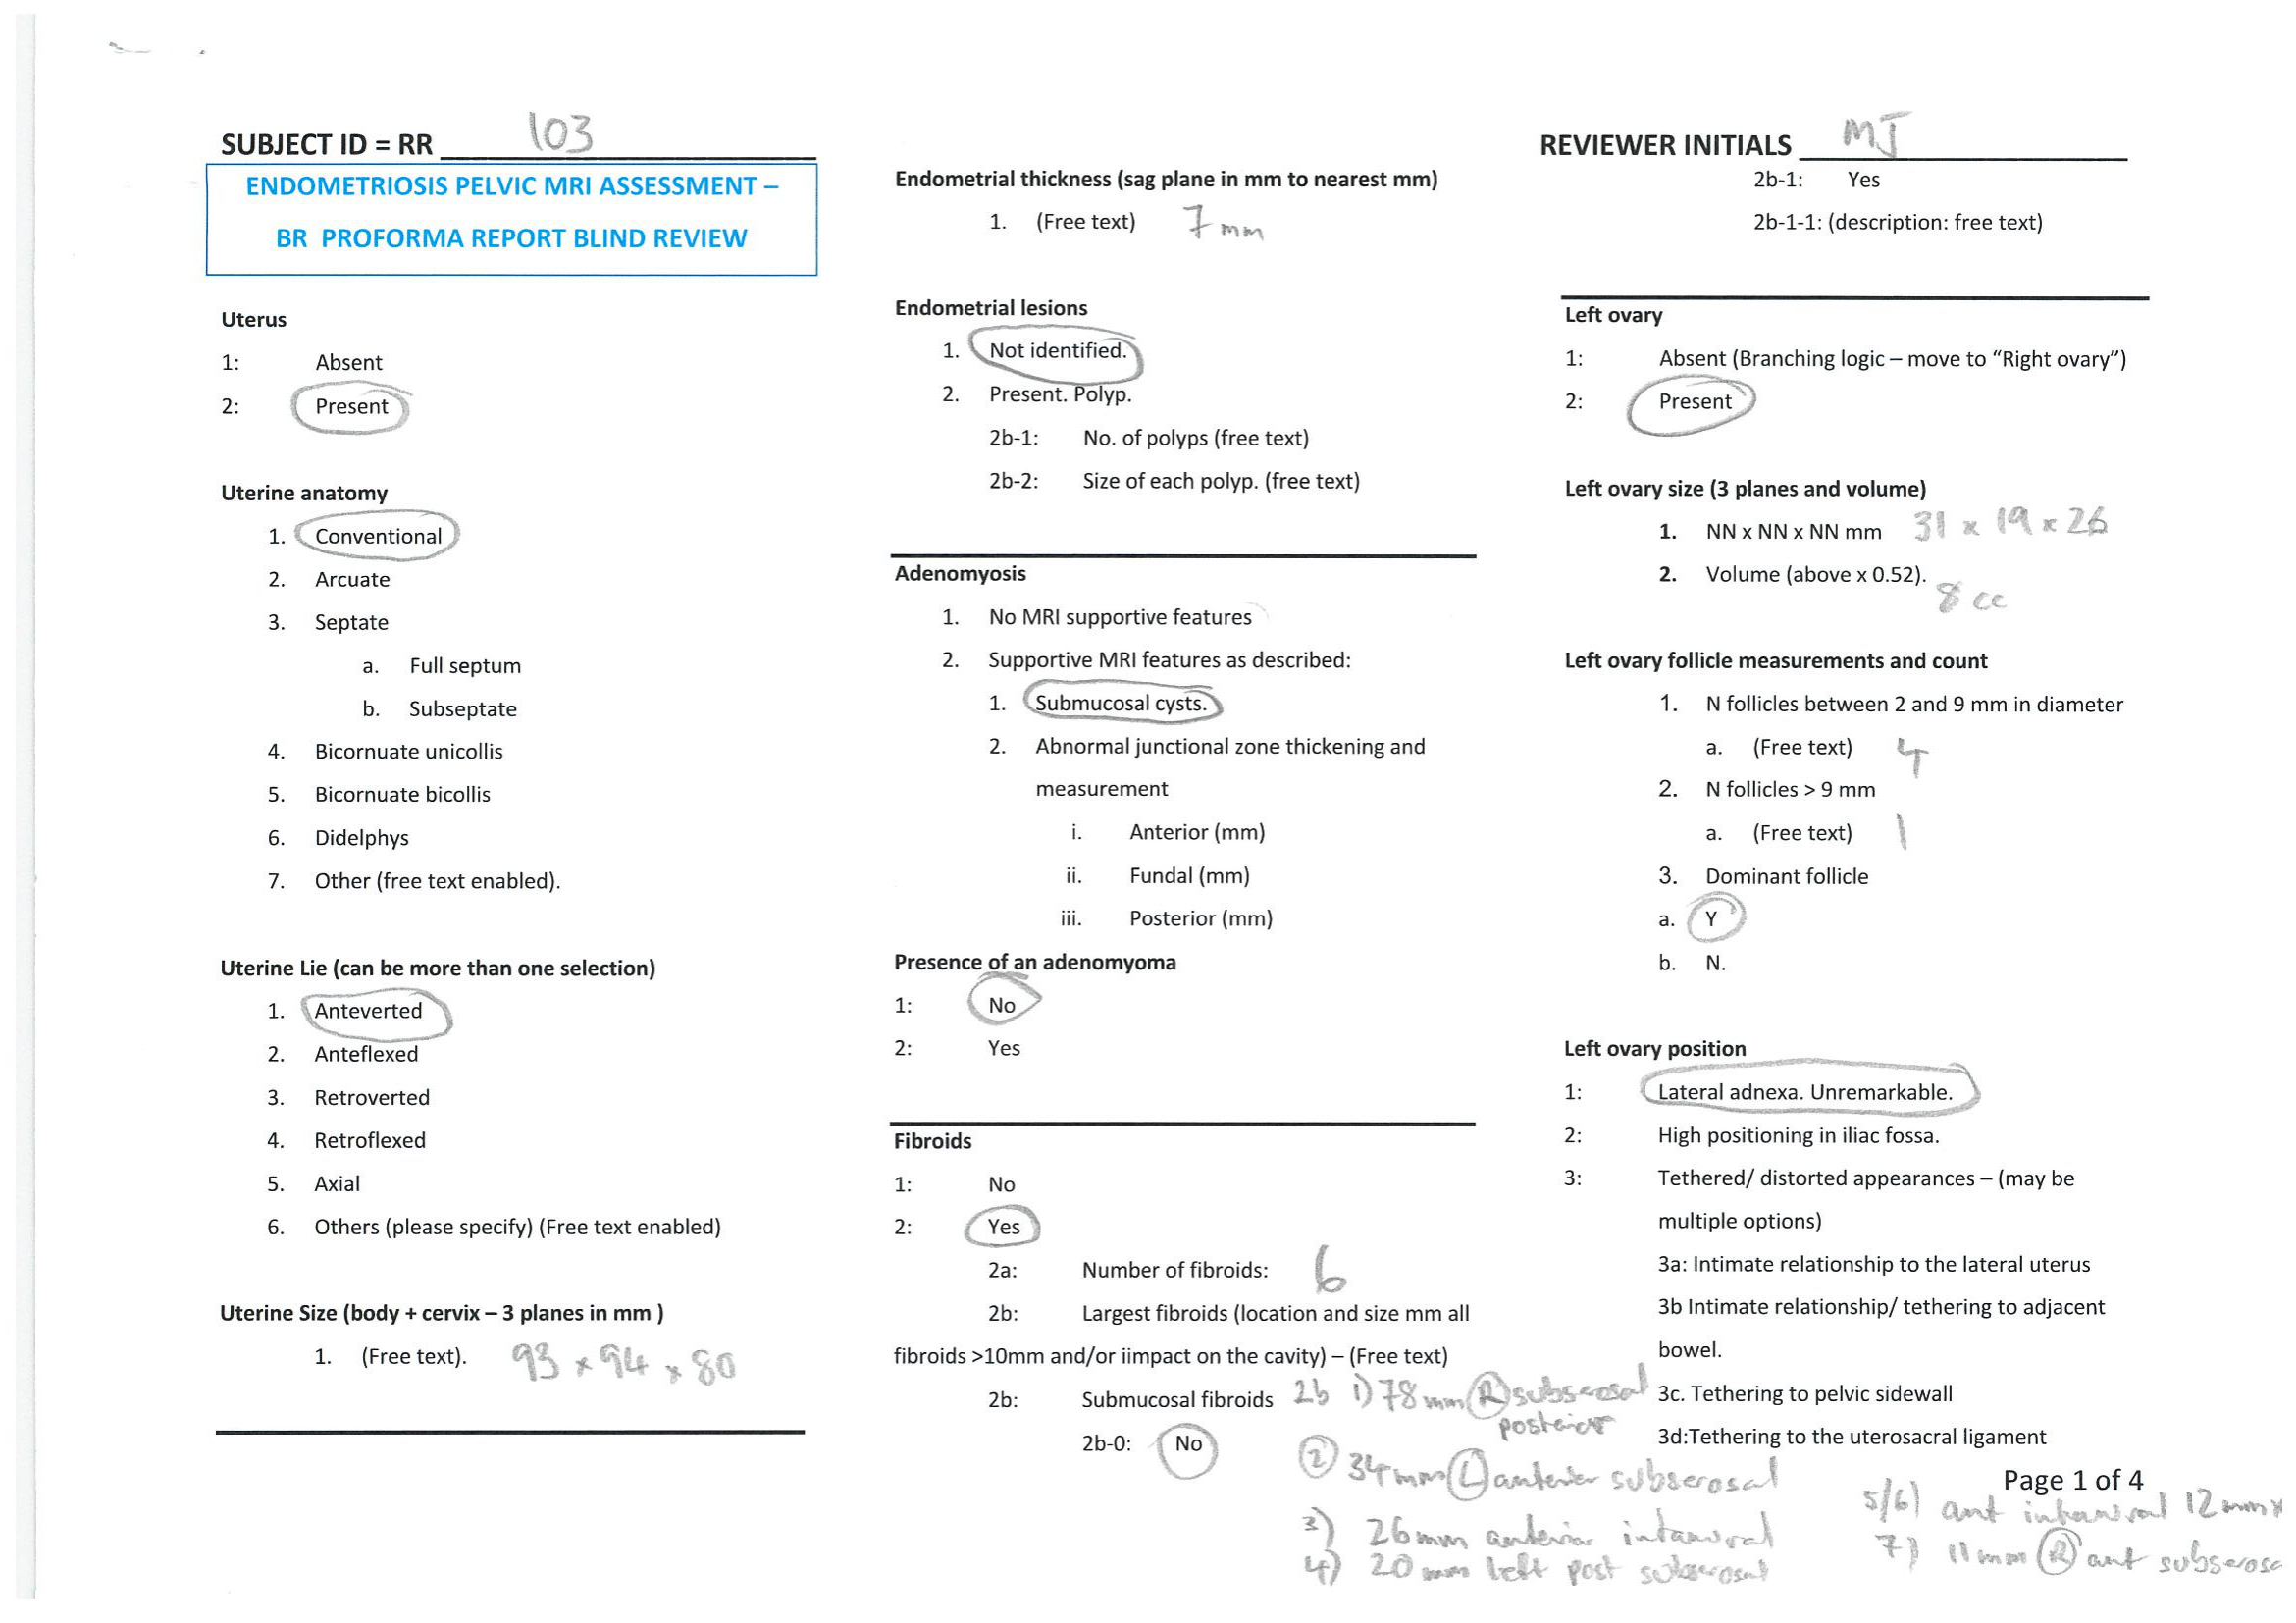 SUBJECT ID = RR 103
ENDOMETRIOSIS PELVIC MRI ASSESSMENT –
BR PROFORMA REPORT BLIND REVIEW
Uterus
1: Absent
2: Present
Uterine anatomy
1. Conventional
2. Arcuate
3. Septate
a. Full septum
b. Subseptate
4. Bicornuate unicollis
5. Bicornuate bicollis
6. Didelphys
7. Other (free text enabled).
Uterine Lie (can be more than one selection)
1. Anteverted
2. Anteflexed
3. Retroverted
4. Retroflexed
5. Axial
6. Others (please specify) (Free text enabled)
Uterine Size (body + cervix – 3 planes in mm )
1. (Free text). 93 x 94 x 80
Endometrial thickness (sag plane in mm to nearest mm)
1. (Free text) 7 mm
Endometrial lesions
1. Not identified.
2. Present. Polyp.
2b-1: No. of polyps (free text)
2b-2: Size of each polyp. (free text)
Adenomyosis
1. No MRI supportive features
2. Supportive MRI features as described:
1. Submucosal cysts.
2. Abnormal junctional zone thickening and
measurement
i. Anterior (mm)
ii. Fundal (mm)
iii. Posterior (mm)
Presence of an adenomyoma
1: No
2: Yes
Fibroids
1: No
2: Yes
2a: Number of fibroids: 6
2b: Largest fibroids (location and size mm all
fibroids >10mm and/or iimpact on the cavity) – (Free text)
2b: Submucosal fibroids
2b-0: No
2b 1) 78mm R subserosal
posterior
2 34mm L anterior subserosal
3) 26mm anterior intamural
4) 20mm left post subserosal
REVIEWER INITIALS MJ
2b-1: Yes
2b-1-1: (description: free text)
Left ovary
1: Absent (Branching logic – move to “Right ovary”)
2: Present
Left ovary size (3 planes and volume)
1. NN x NN x NN mm 31 x 19 x 26
2. Volume (above x 0.52). 8 cc
Left ovary follicle measurements and count
1. N follicles between 2 and 9 mm in diameter
a. (Free text) 4
2. N follicles > 9 mm
a. (Free text) 1
3. Dominant follicle
a. Y
b. N.
Left ovary position
1: Lateral adnexa. Unremarkable.
2: High positioning in iliac fossa.
3: Tethered/ distorted appearances – (may be
multiple options)
3a: Intimate relationship to the lateral uterus
3b Intimate relationship/ tethering to adjacent
bowel.
3c. Tethering to pelvic sidewall
3d:Tethering to the uterosacral ligament
Page 1 of 4
5/6) ant intramural 12mm x
7) 11mm R ant subserosa